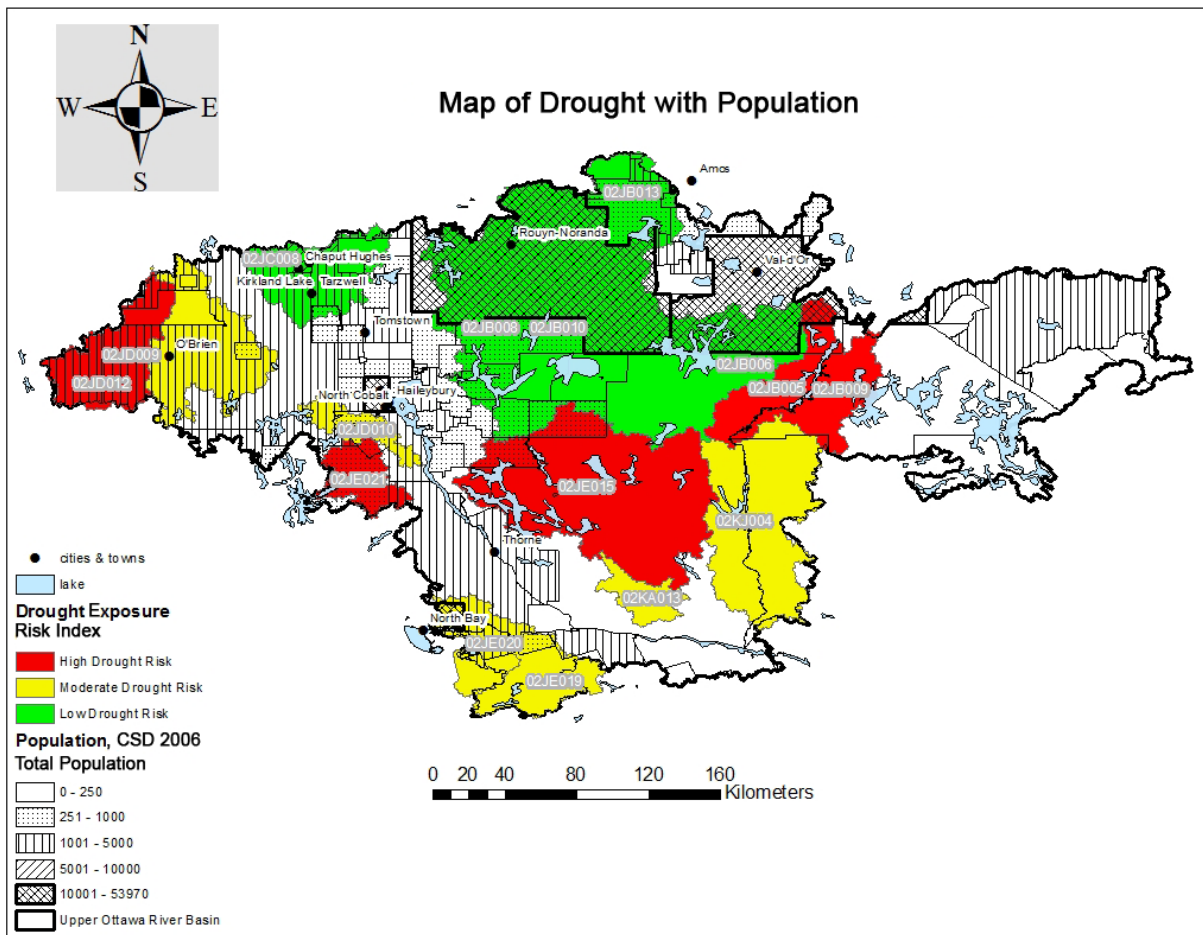 N
W E
S
Map of Drought with Population
Amos
02JB013
Rouyn-Noranda
02JC008
Chaput Hughes
Val-d'Or
Kirkland Lake
Tarzwell
Tomstown
02JB008
02JB010
O'Brien
02JD009
02JB006
02JD012
02JB005
02JB009
North Cobalt
Haileybury
02JD010
02JE021
02JE015
02KJ004
Thorne
02KA013
North Bay
02JE020
02JE019
cities & towns
lake
Drought Exposure
Risk Index
High Drought Risk
Moderate Drought Risk
Low Drought Risk
Population, CSD 2006
Total Population
0 - 250
251 - 1000
1001 - 5000
5001 - 10000
10001 - 53970
Upper Ottawa River Basin
0 20 40 80 120 160
Kilometers